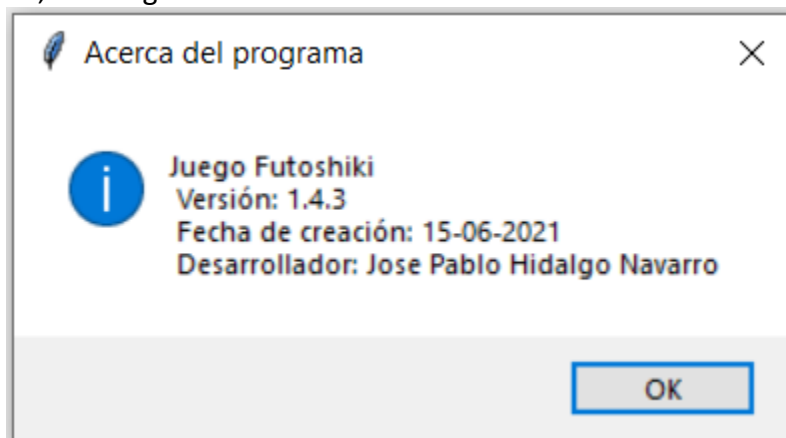 Acerca del programa
i
Juego Futoshiki
Versión: 1.4.3
Fecha de creación: 15-06-2021
Desarrollador: Jose Pablo Hidalgo Navarro
OK